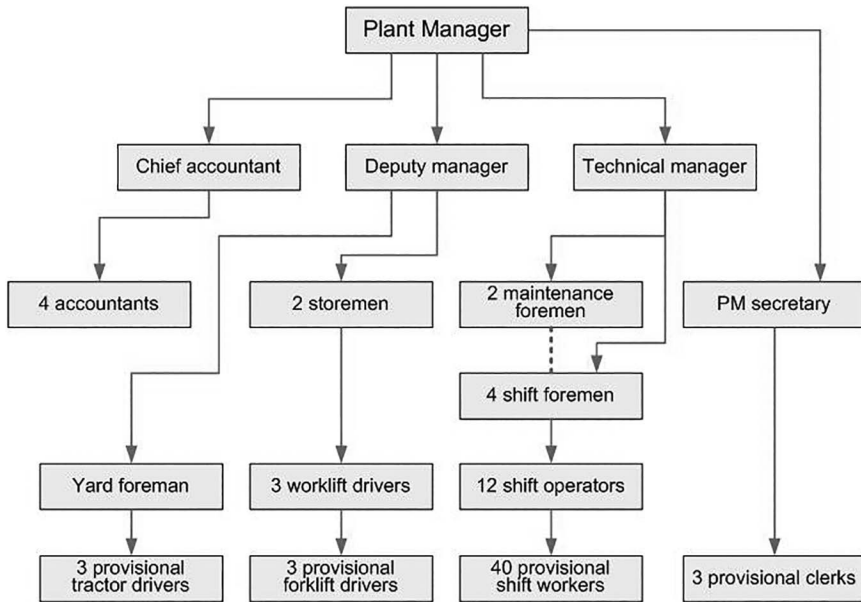 Plant Manager
Chief accountant
Deputy manager
Technical manager
4 accountants
2 storemen
2 maintenance
foremen
PM secretary
4 shift foremen
Yard foreman
3 worklift drivers
12 shift operators
3 provisional
tractor drivers
3 provisional
forklift drivers
40 provisional
shift workers
3 provisional clerks